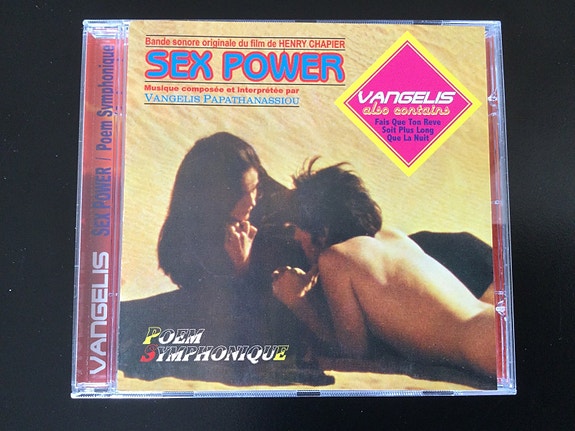 Bande sonore originale du film de HENRY CHAPIER
SEX POWER
Musique composée et interprétée par
VANGELIS PAPATHANASSIOU
VANGELIS
also contains
Fais Que Ton Reve
Soit Plus Long
Que La Nuit
POEM
SYMPHONIQUE
VANGELIS SEX POWER / Poem Symphonique